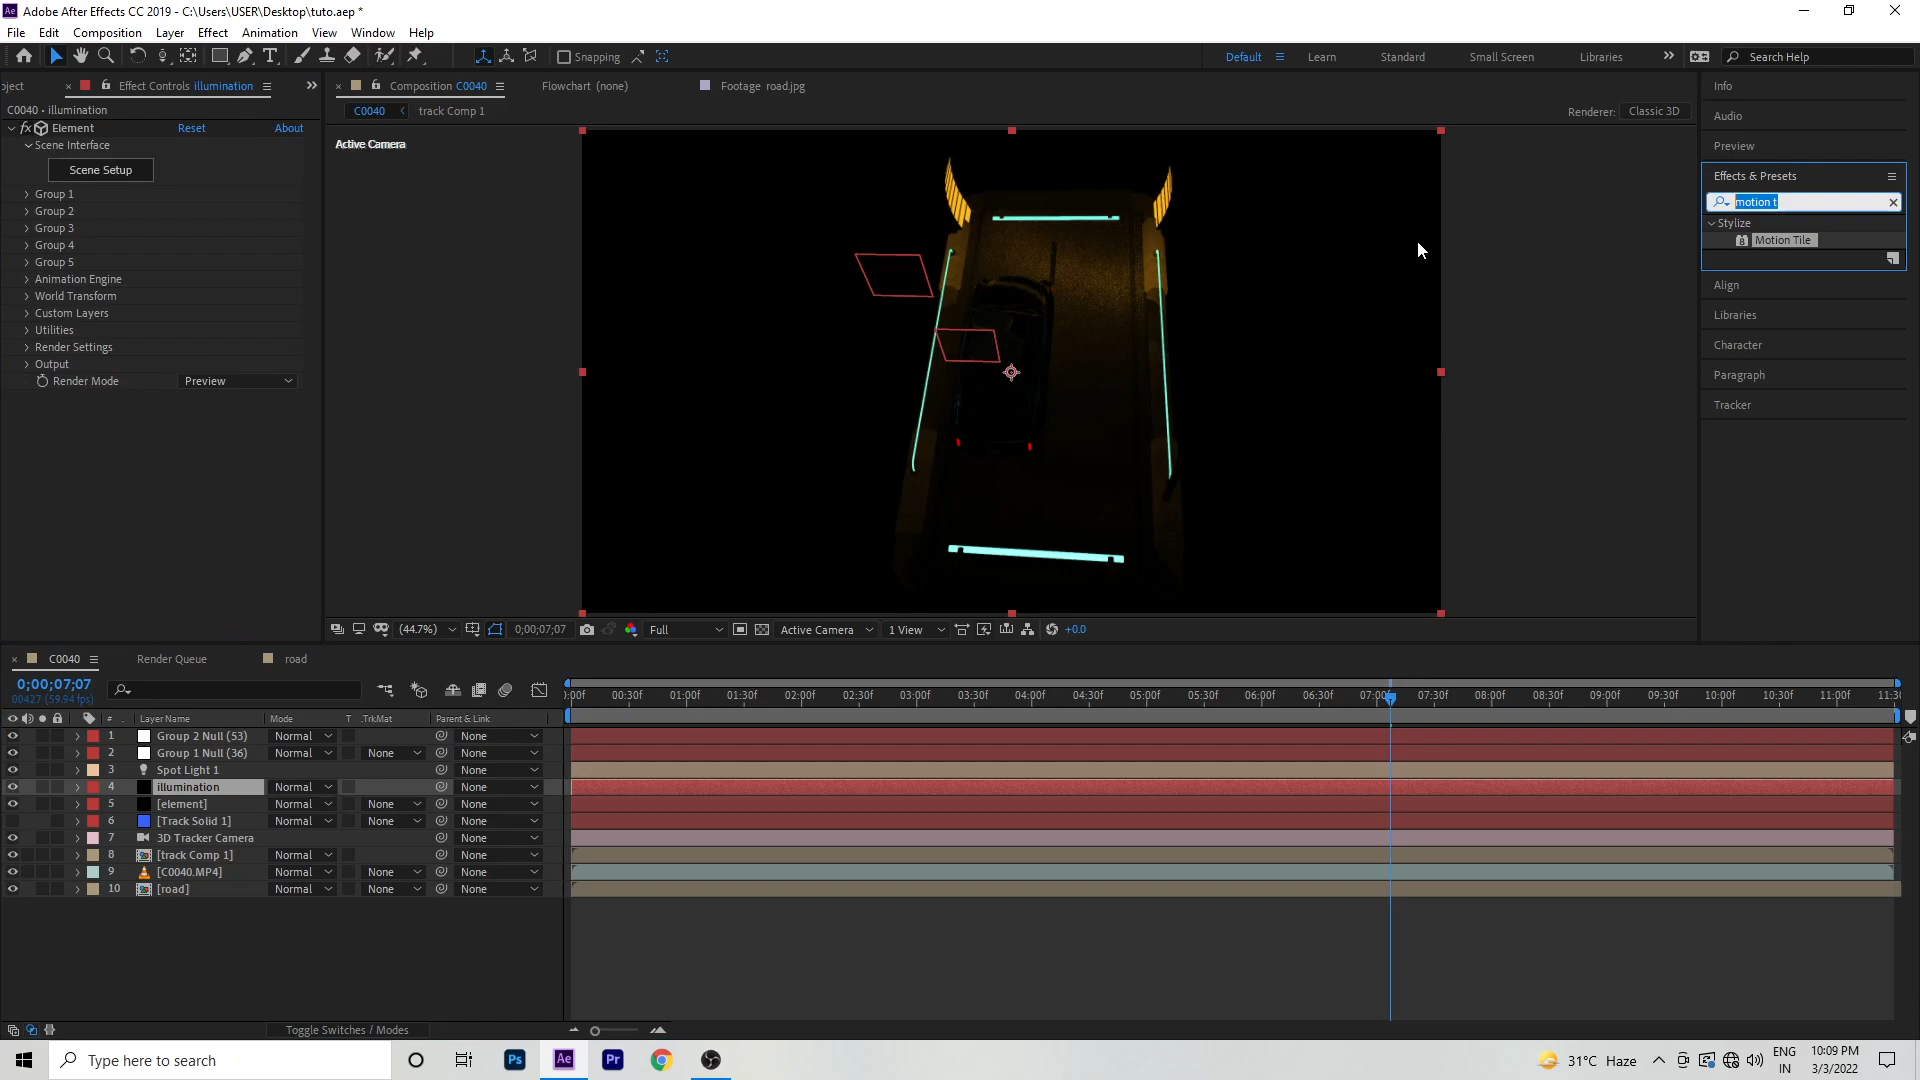 Adobe After Effects CC 2019 - C:\Users\USER\Desktop\tuto.aep *
File Edit Composition Layer Effect Animation View Window Help
Snapping Default Learn Standard Small Screen Libraries Search Help
oject Effect Controls illumination Composition C0040 Flowchart (none) Footage road.jpg Info
C0040 • illumination C0040 track Comp 1 Renderer: Classic 3D
Audio
fx Element Reset About
Active Camera
Scene Interface
Scene Setup
Group 1
Group 2
Group 3
Group 4
Group 5
Animation Engine
World Transform
Custom Layers
Utilities
Render Settings
Output
Render Mode Preview
Preview
Effects & Presets
motion t
Stylize
Motion Tile
Align
Libraries
Character
Paragraph
Tracker
(44.7%) 0;00;07;07 Full Active Camera 1 View +0.0
C0040 Render Queue road
0;00;07;07
00427 (59.94 fps)
:00f 00:30f 01:00f 01:30f 02:00f 02:30f 03:00f 03:30f 04:00f 04:30f 05:00f 05:30f 06:00f 06:30f 07:00f 07:30f 08:00f 08:30f 09:00f 09:30f 10:00f 10:30f 11:00f 11:30
# Layer Name Mode T .TrkMat Parent & Link
1 Group 2 Null (53) Normal None
2 Group 1 Null (36) Normal None None
3 Spot Light 1 None
4 illumination Normal None
5 [element] Normal None None
6 [Track Solid 1] Normal None None
7 3D Tracker Camera None
8 [track Comp 1] Normal None
9 [C0040.MP4] Normal None None
10 [road] Normal None None
Toggle Switches / Modes
Type here to search Ps Ae Pr 31°C Haze ENG IN 10:09 PM 3/3/2022